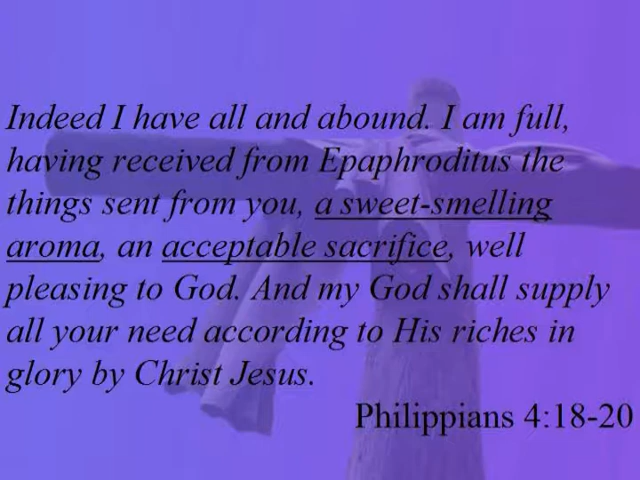 Indeed I have all and abound. I am full,
having received from Epaphroditus the
things sent from you, a sweet-smelling
aroma, an acceptable sacrifice, well
pleasing to God. And my God shall supply
all your need according to His riches in
glory by Christ Jesus.
Philippians 4:18-20